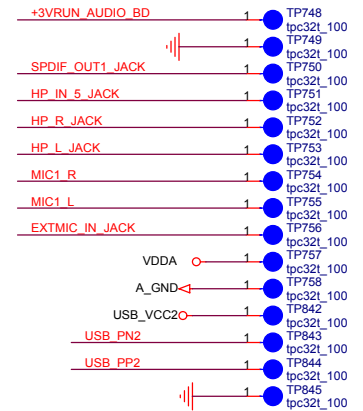 +3VRUN_AUDIO_BD 1 TP748
tpc32t_100
1 TP749
tpc32t_100
SPDIF_OUT1_JACK 1 TP750
tpc32t_100
HP_IN_5_JACK 1 TP751
tpc32t_100
HP_R_JACK 1 TP752
tpc32t_100
HP_L_JACK 1 TP753
tpc32t_100
MIC1_R 1 TP754
tpc32t_100
MIC1_L 1 TP755
tpc32t_100
EXTMIC_IN_JACK 1 TP756
tpc32t_100
VDDA 1 TP757
tpc32t_100
A_GND 1 TP758
tpc32t_100
USB_VCC2 1 TP842
tpc32t_100
USB_PN2 1 TP843
tpc32t_100
USB_PP2 1 TP844
tpc32t_100
1 TP845
tpc32t_100